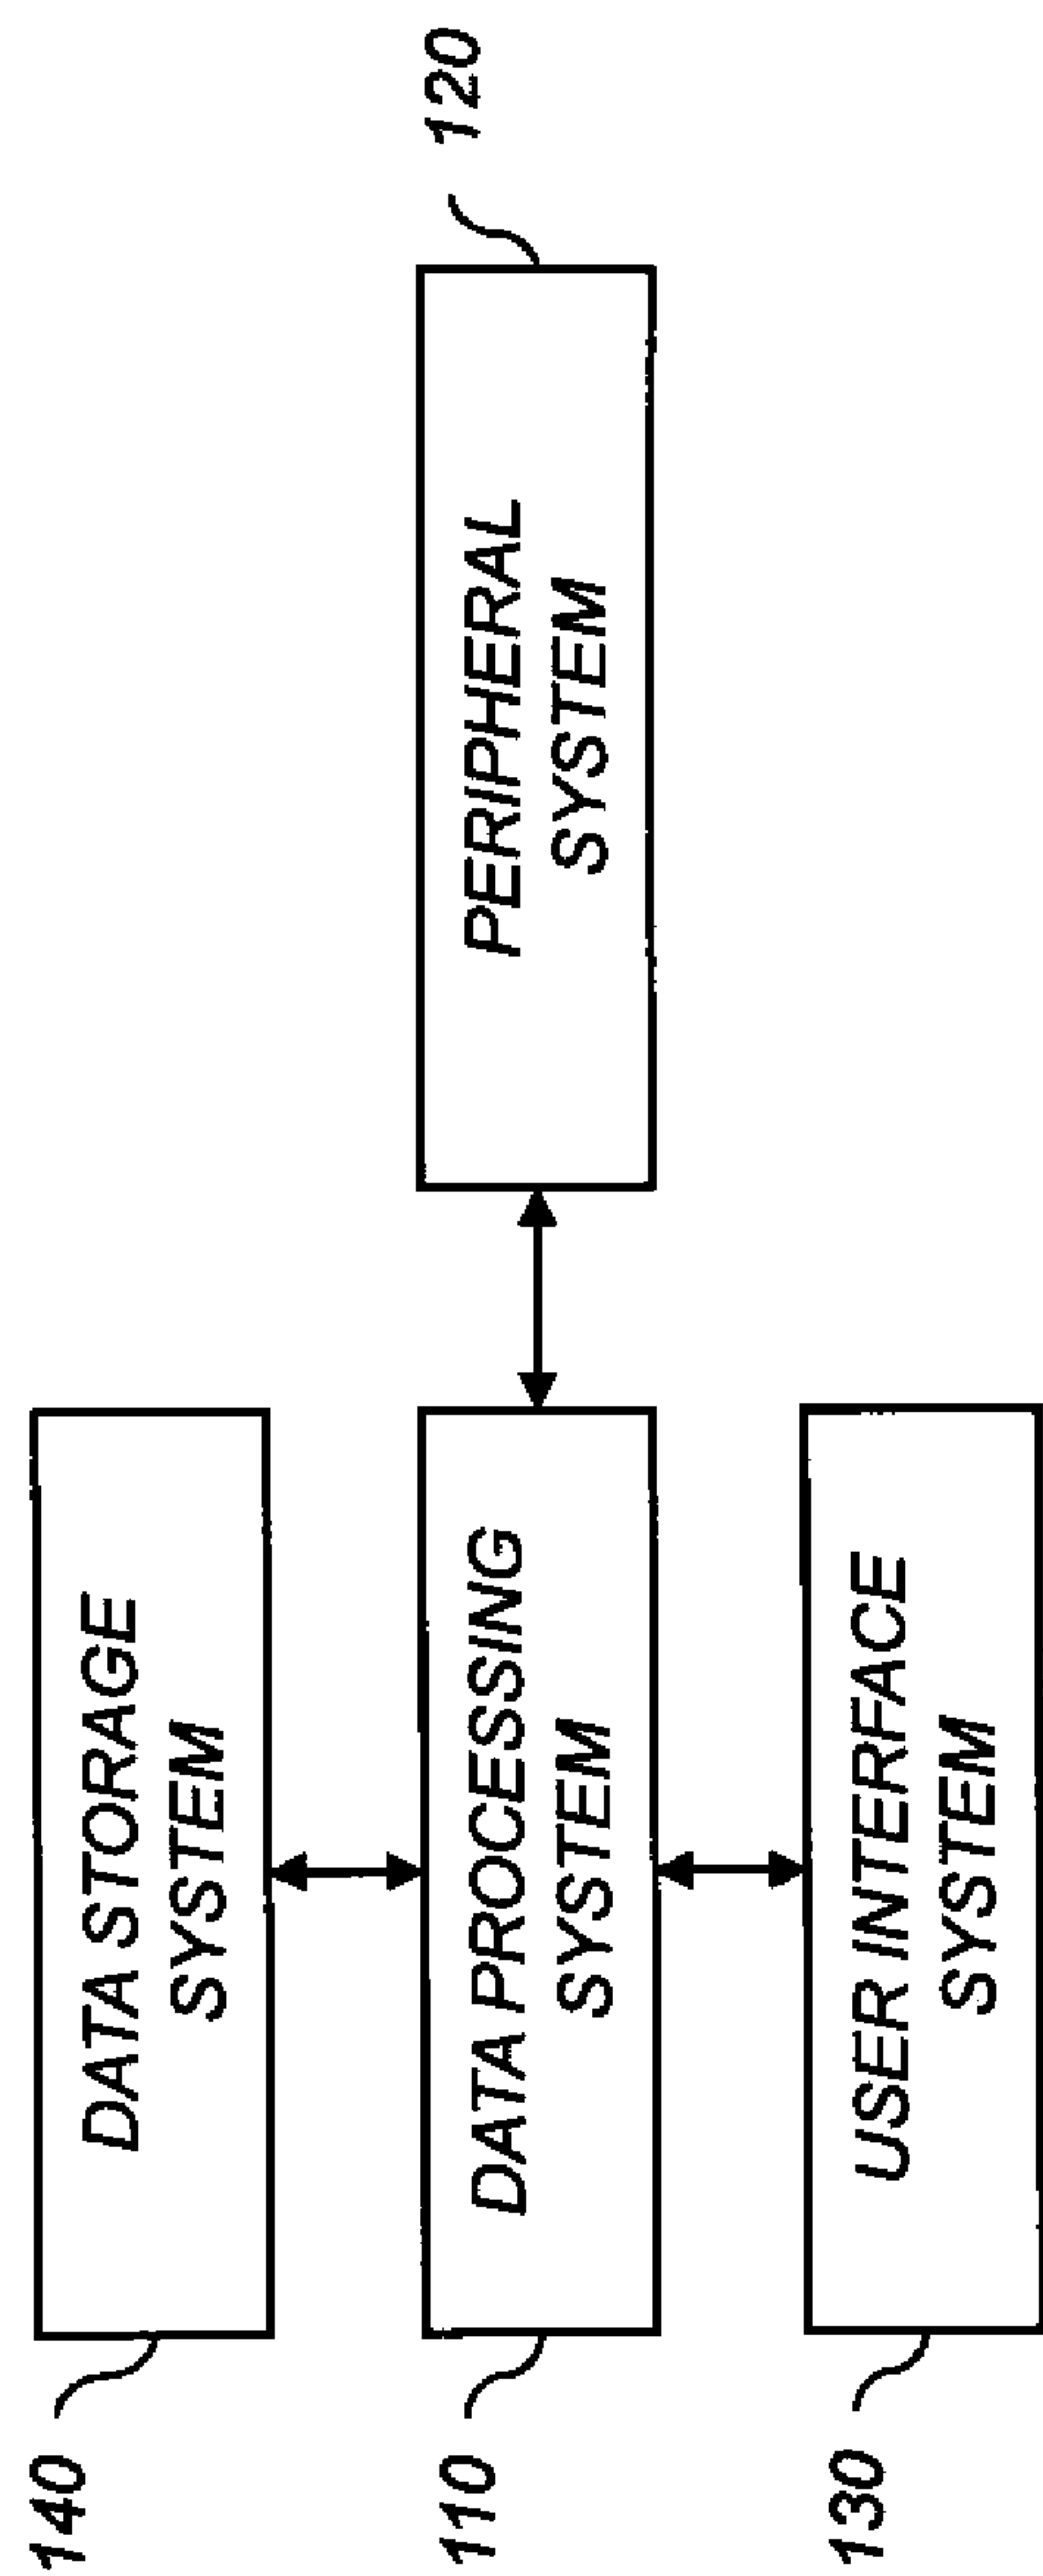 140
DATA STORAGE
SYSTEM
110
DATA PROCESSING
SYSTEM
PERIPHERAL
SYSTEM
120
130
USER INTERFACE
SYSTEM